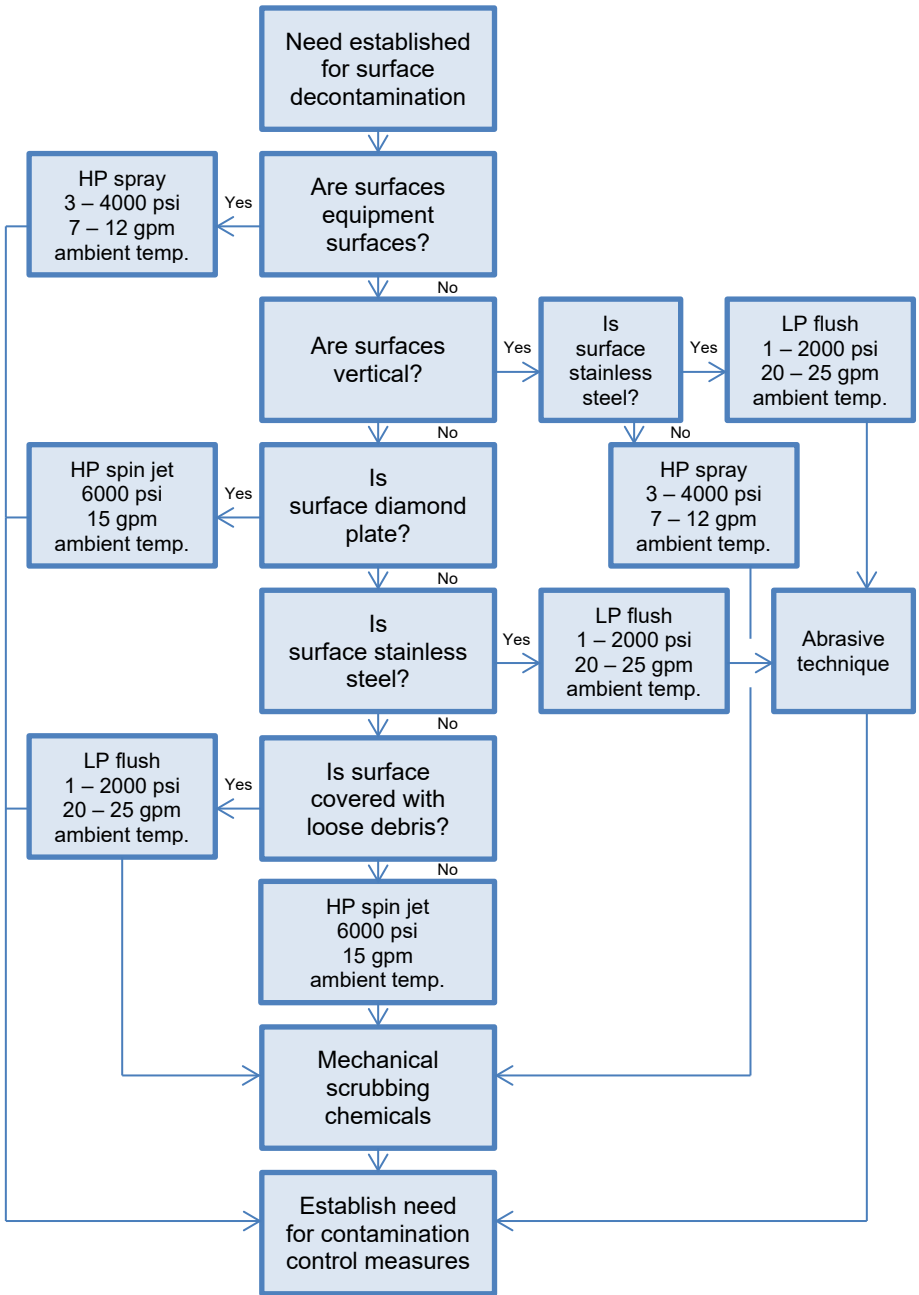 Need established
for surface
decontamination
HP spray
3 – 4000 psi
7 – 12 gpm
ambient temp.
Yes
Are surfaces
equipment
surfaces?
No
Are surfaces
vertical?
Yes
Is
surface
stainless
steel?
Yes
LP flush
1 – 2000 psi
20 – 25 gpm
ambient temp.
No
No
HP spin jet
6000 psi
15 gpm
ambient temp.
Yes
Is
surface diamond
plate?
HP spray
3 – 4000 psi
7 – 12 gpm
ambient temp.
No
Is
surface stainless
steel?
Yes
LP flush
1 – 2000 psi
20 – 25 gpm
ambient temp.
Abrasive
technique
No
LP flush
1 – 2000 psi
20 – 25 gpm
ambient temp.
Yes
Is surface
covered with
loose debris?
No
HP spin jet
6000 psi
15 gpm
ambient temp.
Mechanical
scrubbing
chemicals
Establish need
for contamination
control measures